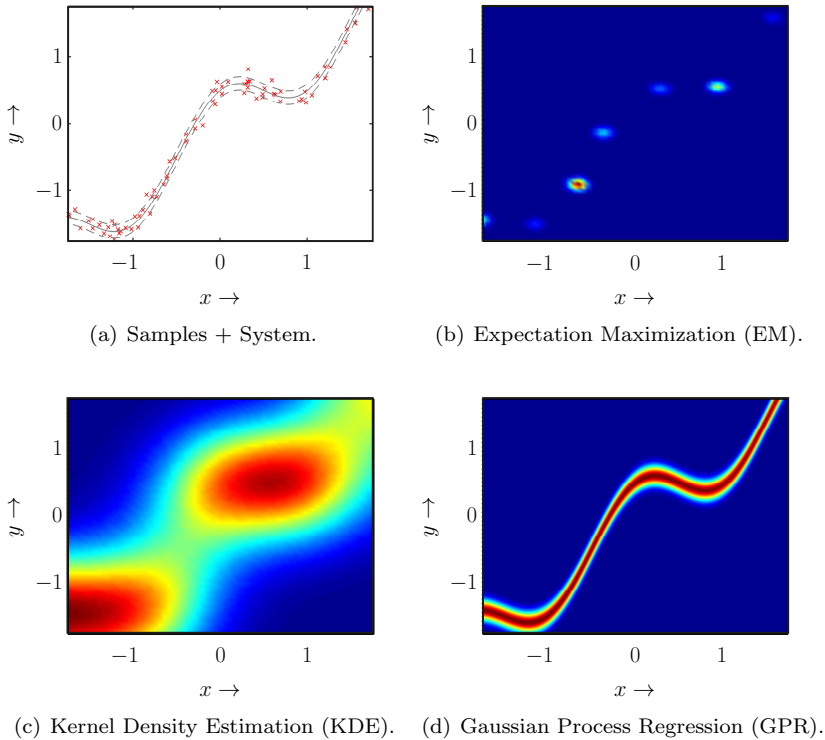 1
0
−1
y →
−1
0
1
x →
(a) Samples + System.
1
0
−1
y →
−1
0
1
x →
(b) Expectation Maximization (EM).
1
0
−1
y →
−1
0
1
x →
(c) Kernel Density Estimation (KDE).
1
0
−1
y →
−1
0
1
x →
(d) Gaussian Process Regression (GPR).